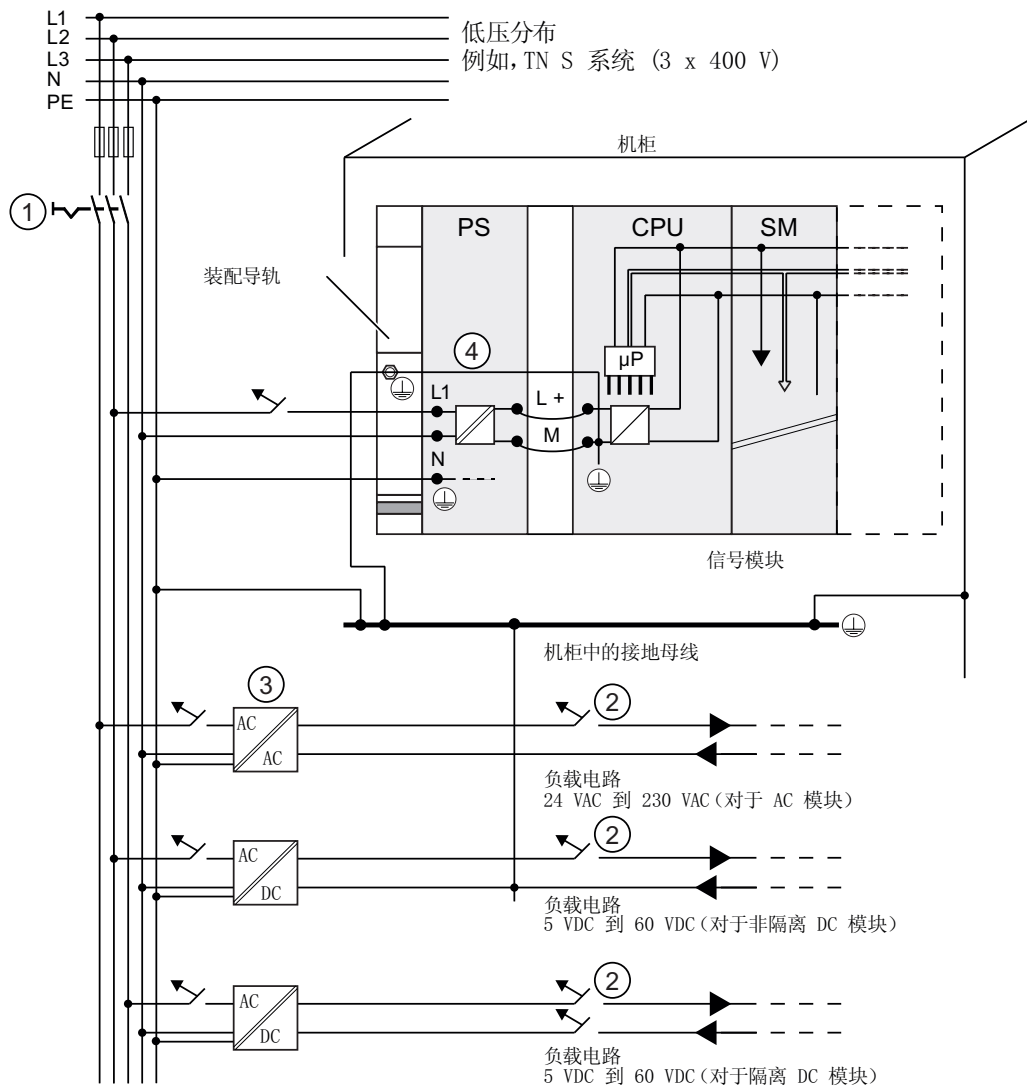 L1
L2
L3
N
PE
低压分布
例如，TN S 系统 (3 x 400 V)
机柜
①
PS
CPU
SM
装配导轨
④
µP
L1
L +
M
N
信号模块
机柜中的接地母线
③
②
AC
AC
负载电路
24 VAC 到 230 VAC（对于 AC 模块）
②
AC
DC
负载电路
5 VDC 到 60 VDC（对于非隔离 DC 模块）
②
AC
DC
负载电路
5 VDC 到 60 VDC（对于隔离 DC 模块）